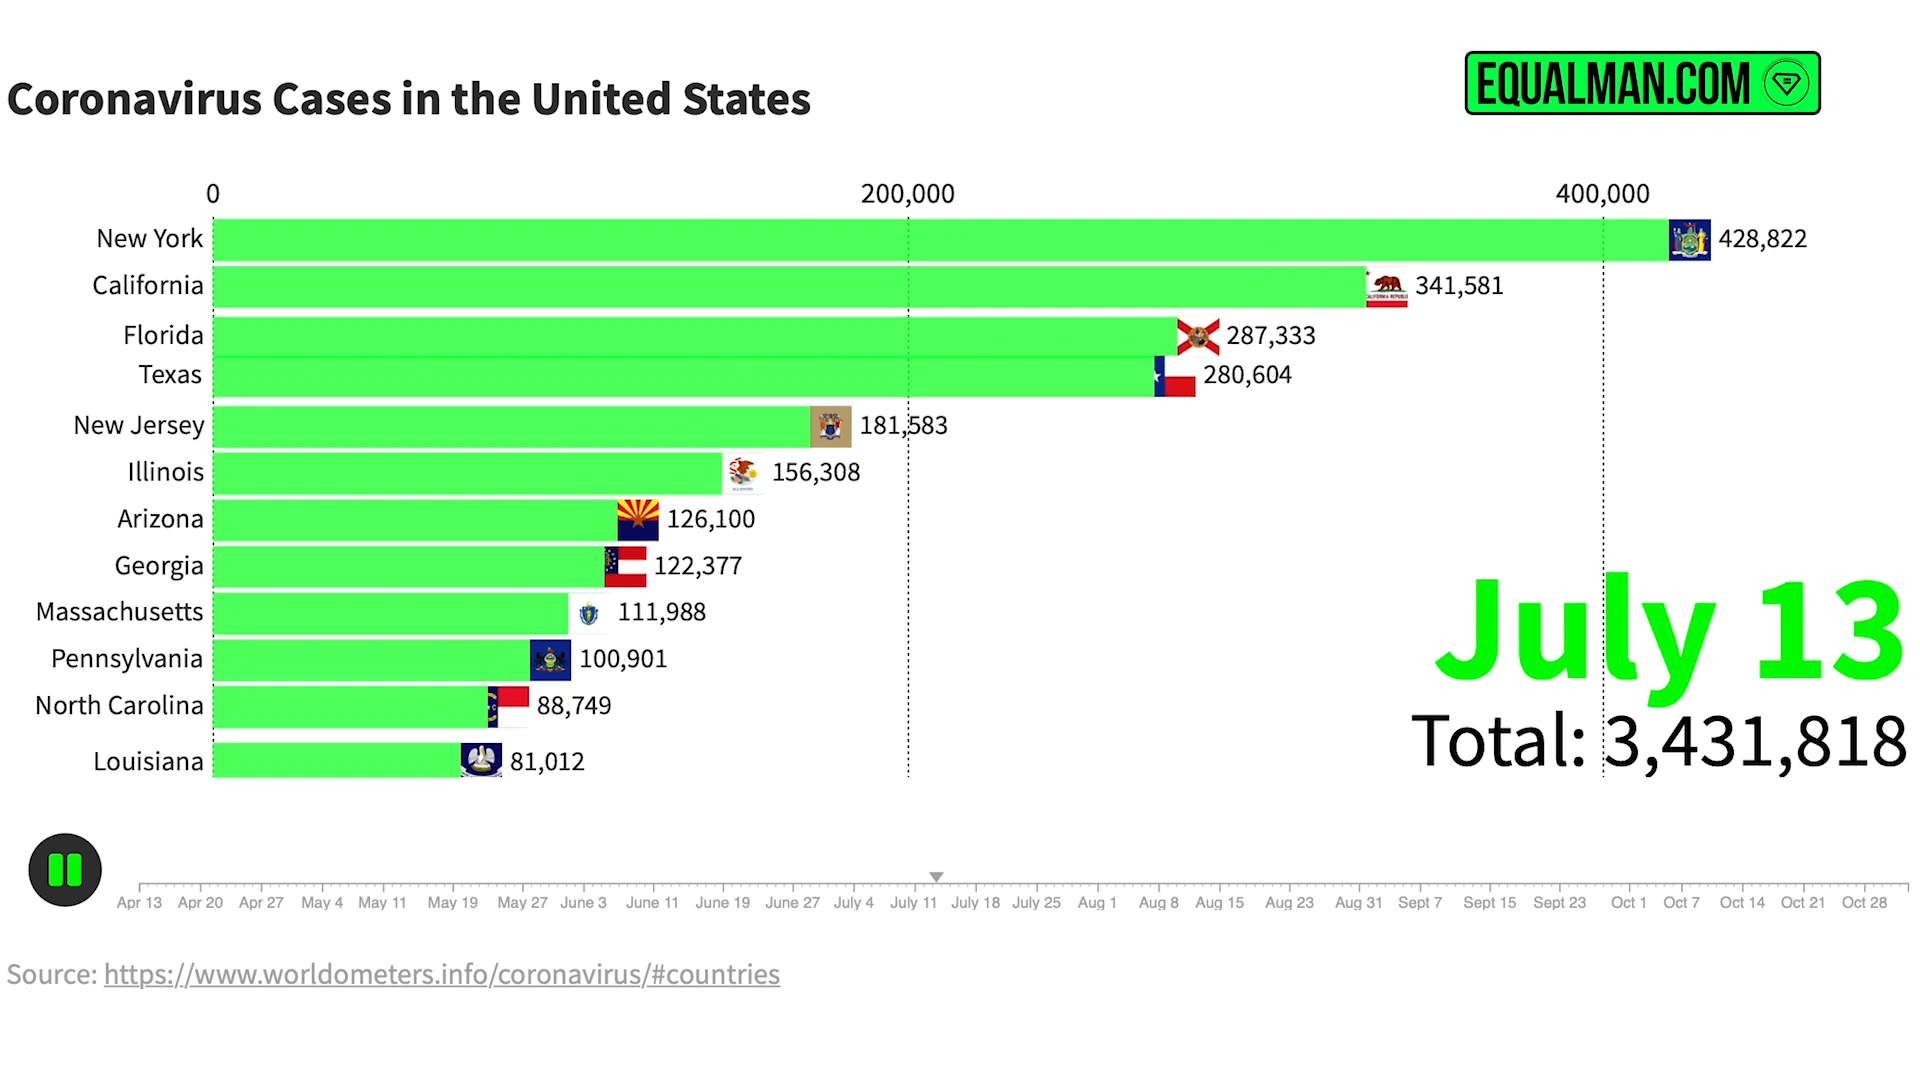 EQUALMAN.COM
Coronavirus Cases in the United States
0 200,000 400,000
New York 428,822
California 341,581
Florida 287,333
Texas 280,604
New Jersey 181,583
Illinois 156,308
Arizona 126,100
Georgia 122,377
Massachusetts 111,988
Pennsylvania 100,901
North Carolina 88,749
Louisiana 81,012
July 13
Total: 3,431,818
Apr 13 Apr 20 Apr 27 May 4 May 11 May 19 May 27 June 3 June 11 June 19 June 27 July 4 July 11 July 18 July 25 Aug 1 Aug 8 Aug 15 Aug 23 Aug 31 Sept 7 Sept 15 Sept 23 Oct 1 Oct 7 Oct 14 Oct 21 Oct 28
Source: https://www.worldometers.info/coronavirus/#countries